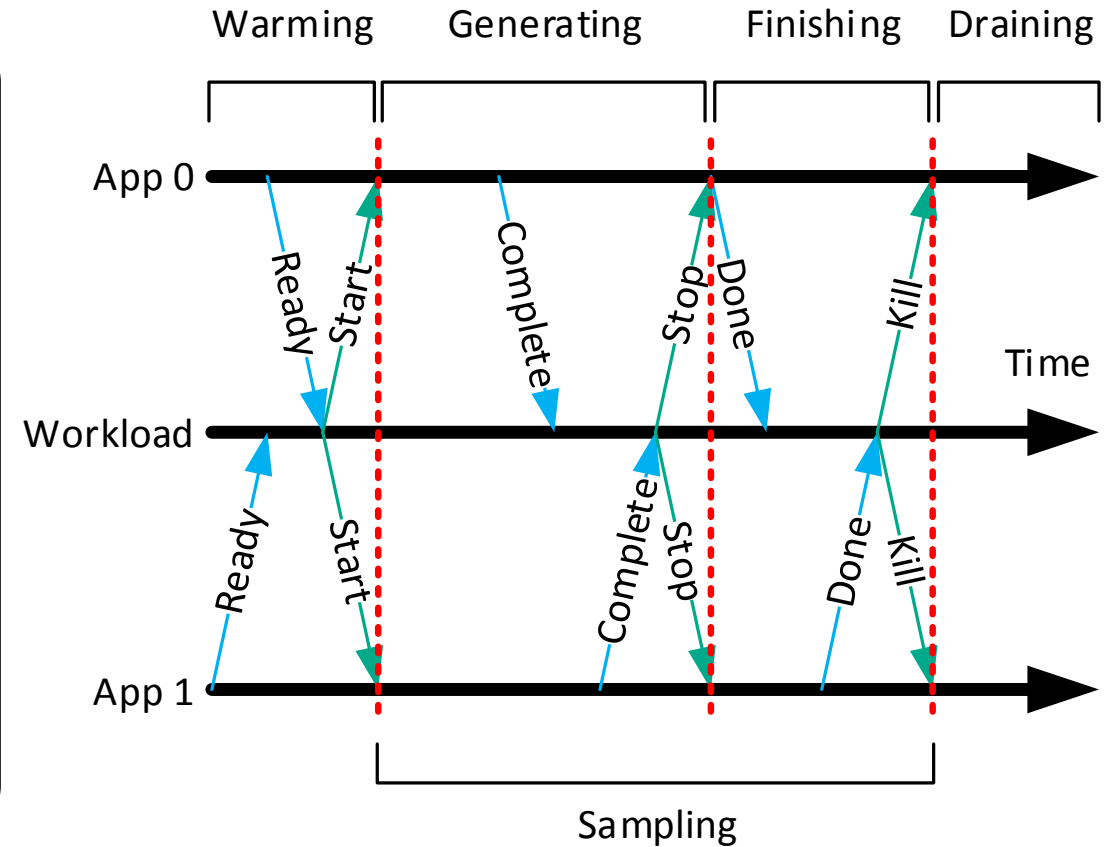 Warming Generating Finishing Draining
App 0
Ready
Start
Complete
Stop
Done
Kill
Time
Workload
Ready
Start
Complete
Stop
Done
Kill
App 1
Sampling